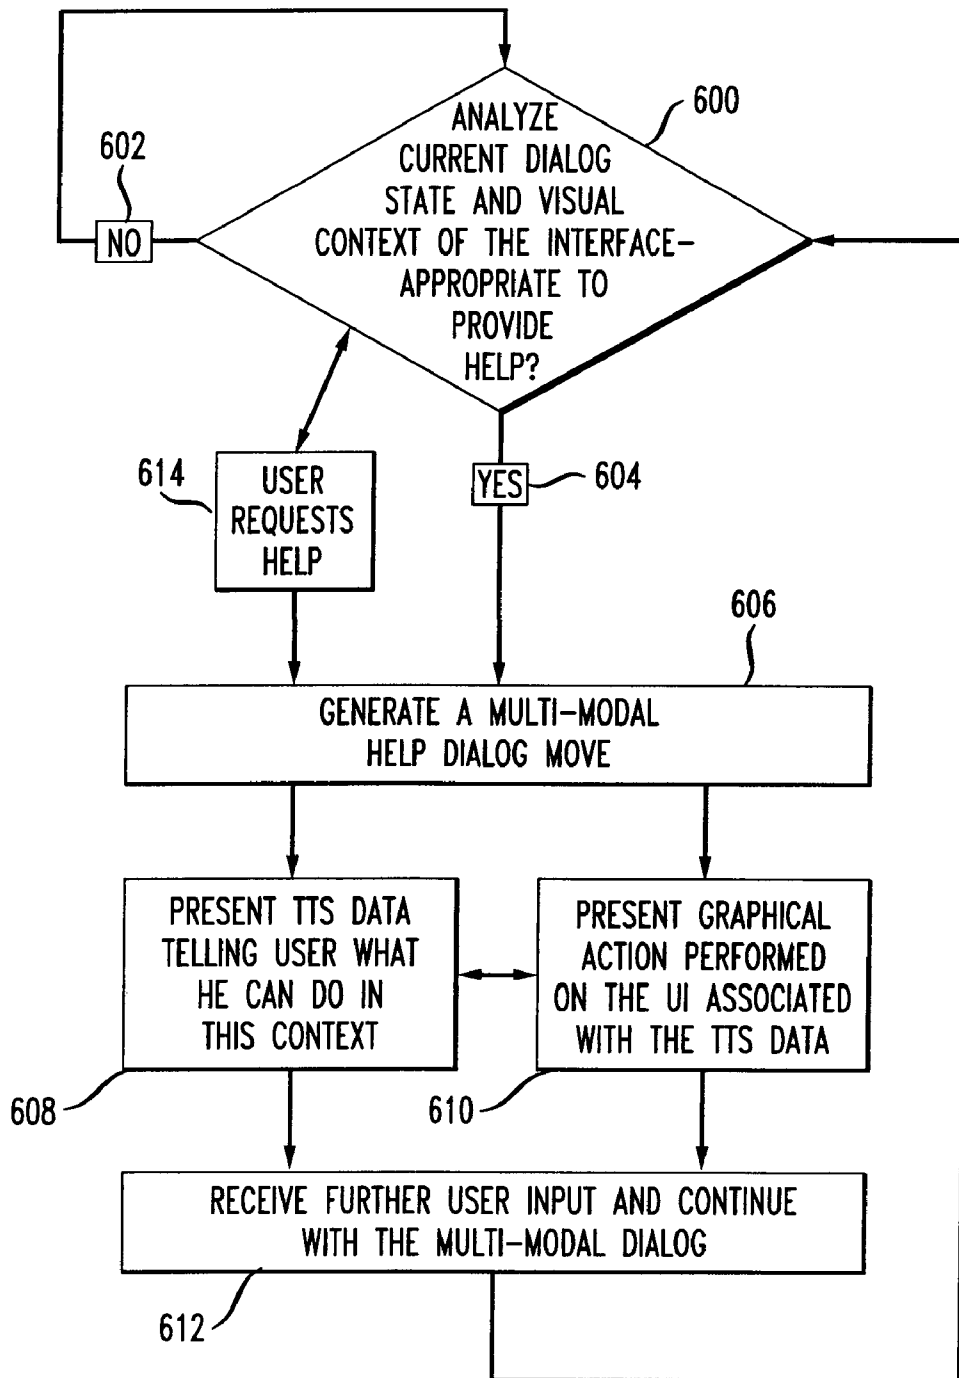 600
ANALYZE
CURRENT DIALOG
STATE AND VISUAL
CONTEXT OF THE INTERFACE-
APPROPRIATE TO
PROVIDE
HELP?
602
NO
614
USER
REQUESTS
HELP
YES
604
606
GENERATE A MULTI-MODAL
HELP DIALOG MOVE
PRESENT TTS DATA
TELLING USER WHAT
HE CAN DO IN
THIS CONTEXT
608
PRESENT GRAPHICAL
ACTION PERFORMED
ON THE UI ASSOCIATED
WITH THE TTS DATA
610
RECEIVE FURTHER USER INPUT AND CONTINUE
WITH THE MULTI-MODAL DIALOG
612